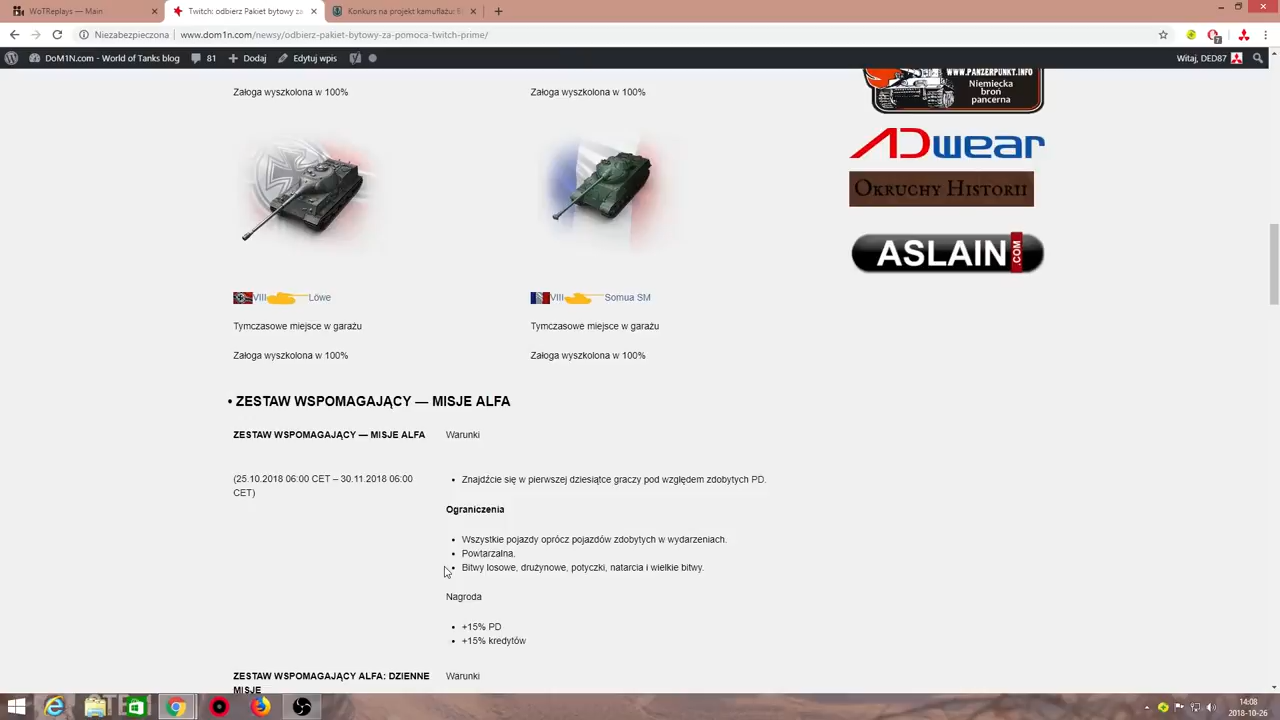 WoTReplays — Main
Twitch: odbierz Pakiet bytowy za
Konkurs na projekt kamuflażu: fi
Niezabezpieczona
www.dom1n.com/newsy/odbierz-pakiet-bytowy-za-pomoca-twitch-prime/
DoM1N.com - World of Tanks blog
81
Dodaj
Edytuj wpis
Witaj, DED87
Załoga wyszkolona w 100%
Załoga wyszkolona w 100%
WWW.PANZERPUNKT.INFO
Niemiecka
broń
pancerna
ADwear
OKRUCHY HISTORII
ASLAIN.COM
VIII Löwe
VIII Somua SM
Tymczasowe miejsce w garażu
Tymczasowe miejsce w garażu
Załoga wyszkolona w 100%
Załoga wyszkolona w 100%
• ZESTAW WSPOMAGAJĄCY — MISJE ALFA
ZESTAW WSPOMAGAJĄCY — MISJE ALFA
Warunki
(25.10.2018 06:00 CET – 30.11.2018 06:00
CET)
• Znajdźcie się w pierwszej dziesiątce graczy pod względem zdobytych PD.
Ograniczenia
• Wszystkie pojazdy oprócz pojazdów zdobytych w wydarzeniach.
• Powtarzalna.
• Bitwy losowe, drużynowe, potyczki, natarcia i wielkie bitwy.
Nagroda
• +15% PD
• +15% kredytów
ZESTAW WSPOMAGAJĄCY ALFA: DZIENNE
MISJE
Warunki
14:08
2018-10-26